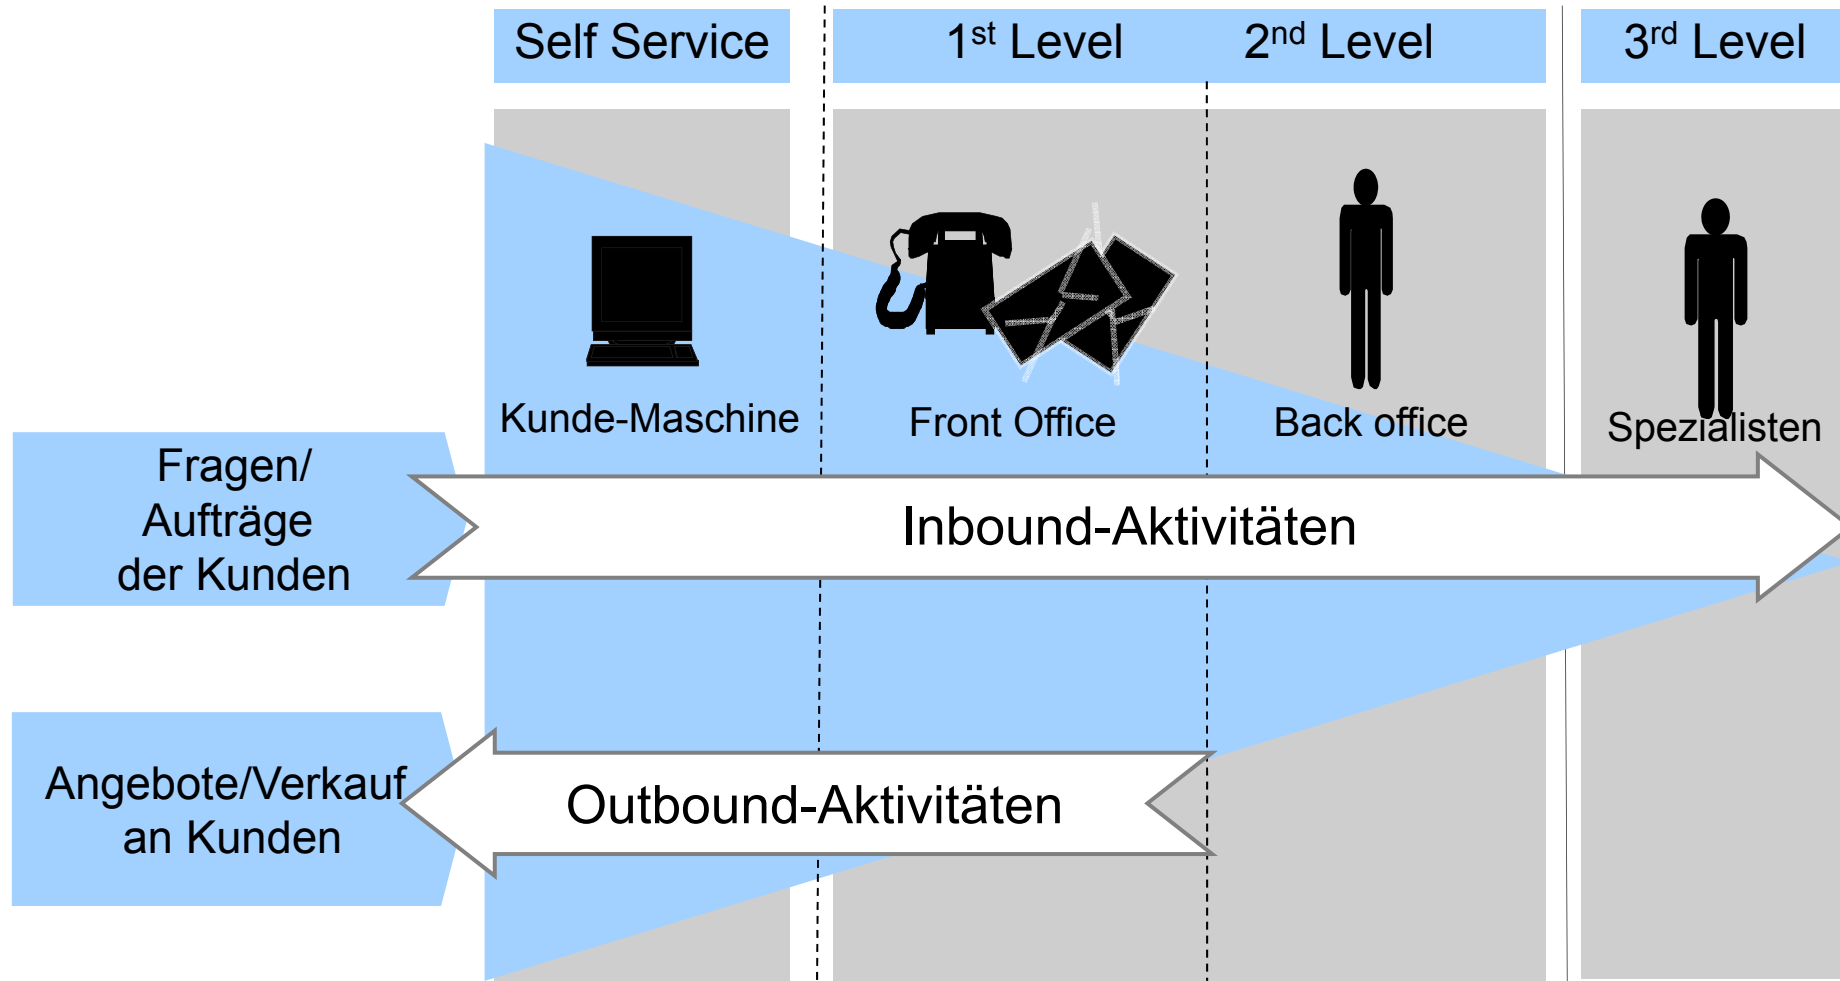 Self Service
1st Level
2nd Level
3rd Level
Kunde-Maschine
Front Office
Back office
Spezialisten
Fragen/
Aufträge
der Kunden
Inbound-Aktivitäten
Angebote/Verkauf
an Kunden
Outbound-Aktivitäten